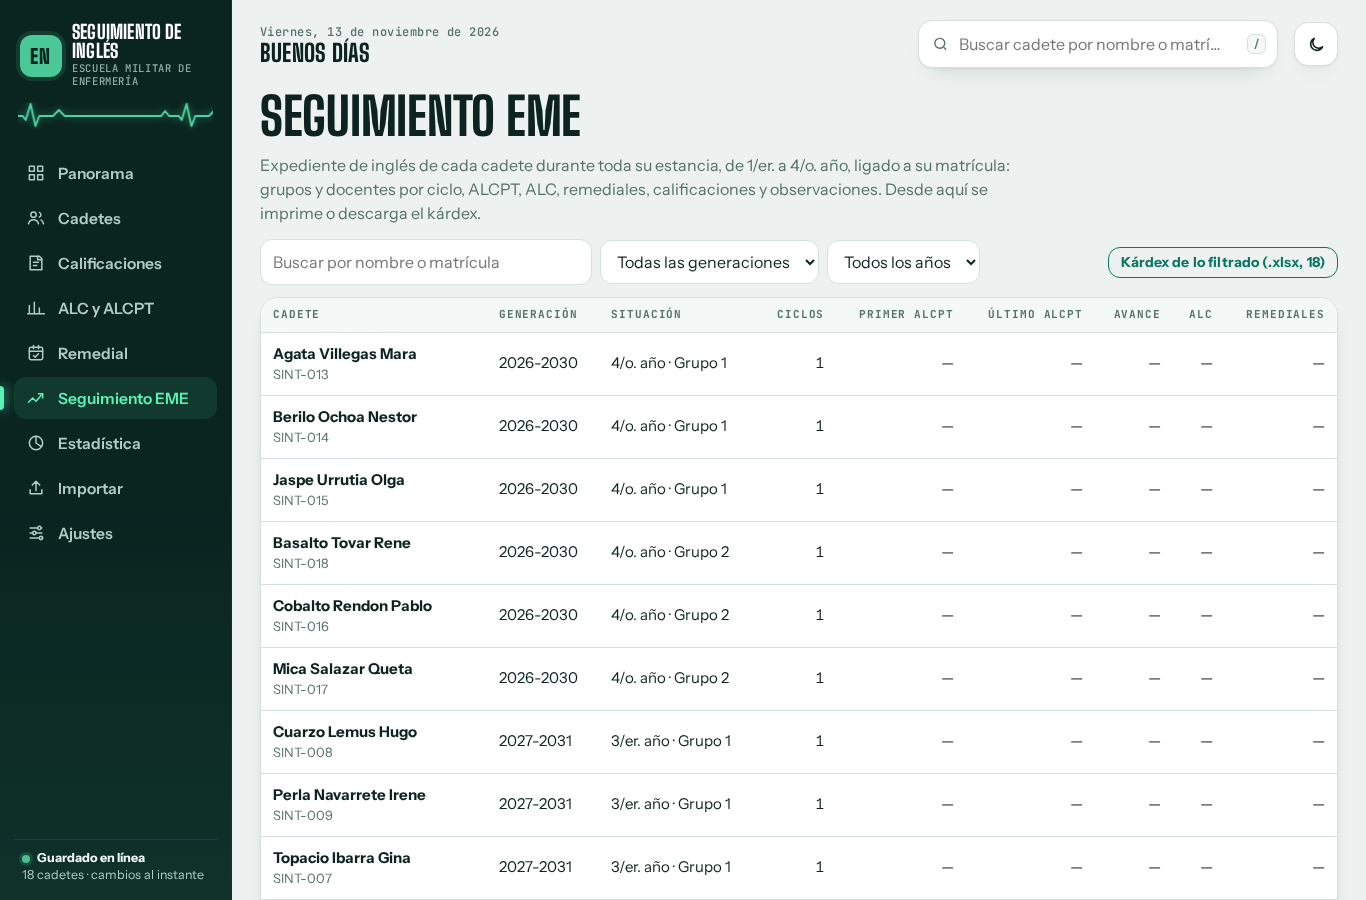 EN
SEGUIMIENTO DE
INGLÉS
ESCUELA MILITAR DE
ENFERMERÍA
Panorama
Cadetes
Calificaciones
ALC y ALCPT
Remedial
Seguimiento EME
Estadística
Importar
Ajustes
Guardado en línea
18 cadetes · cambios al instante
Viernes, 13 de noviembre de 2026
BUENOS DÍAS
Buscar cadete por nombre o matrí... /
SEGUIMIENTO EME
Expediente de inglés de cada cadete durante toda su estancia, de 1/er. a 4/o. año, ligado a su matrícula:
grupos y docentes por ciclo, ALCPT, ALC, remediales, calificaciones y observaciones. Desde aquí se
imprime o descarga el kárdex.
Buscar por nombre o matrícula Todas las generaciones Todos los años Kárdex de lo filtrado (.xlsx, 18)
CADETE GENERACIÓN SITUACIÓN CICLOS PRIMER ALCPT ÚLTIMO ALCPT AVANCE ALC REMEDIALES
Agata Villegas Mara
SINT-013 2026-2030 4/o. año · Grupo 1 1 — — — — —
Berilo Ochoa Nestor
SINT-014 2026-2030 4/o. año · Grupo 1 1 — — — — —
Jaspe Urrutia Olga
SINT-015 2026-2030 4/o. año · Grupo 1 1 — — — — —
Basalto Tovar Rene
SINT-018 2026-2030 4/o. año · Grupo 2 1 — — — — —
Cobalto Rendon Pablo
SINT-016 2026-2030 4/o. año · Grupo 2 1 — — — — —
Mica Salazar Queta
SINT-017 2026-2030 4/o. año · Grupo 2 1 — — — — —
Cuarzo Lemus Hugo
SINT-008 2027-2031 3/er. año · Grupo 1 1 — — — — —
Perla Navarrete Irene
SINT-009 2027-2031 3/er. año · Grupo 1 1 — — — — —
Topacio Ibarra Gina
SINT-007 2027-2031 3/er. año · Grupo 1 1 — — — — —